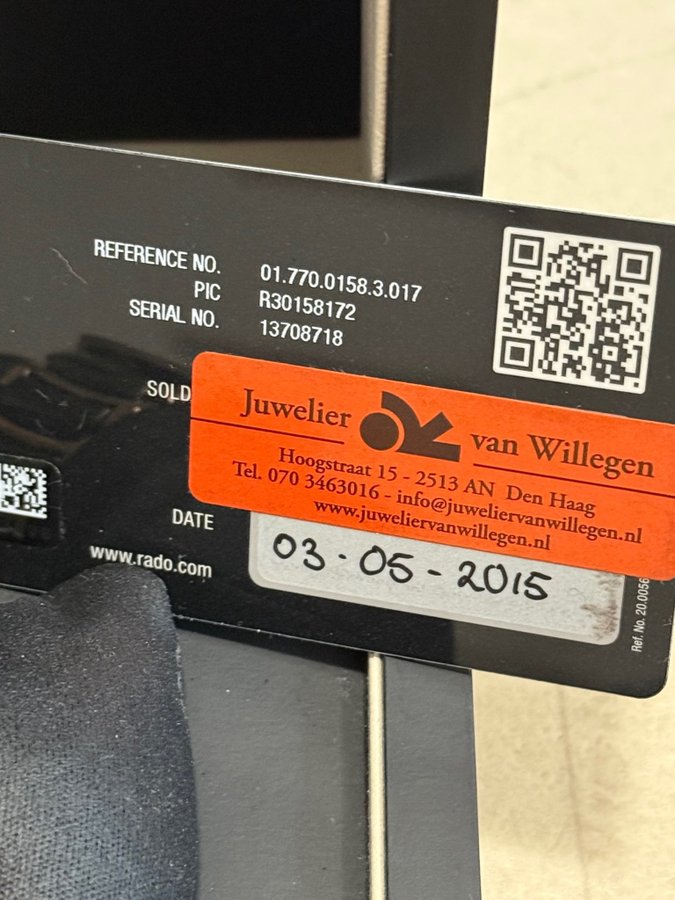 REFERENCE NO. 01.770.0158.3.017
PIC R30158172
SERIAL NO. 13708718
SOLD
Juwelier van Willegen
Hoogstraat 15 - 2513 AN Den Haag
Tel. 070 3463016 - info@juweliervanwillegen.nl
www.juweliervanwillegen.nl
DATE 03-05-2015
www.rado.com
Ref. No. 20.0056